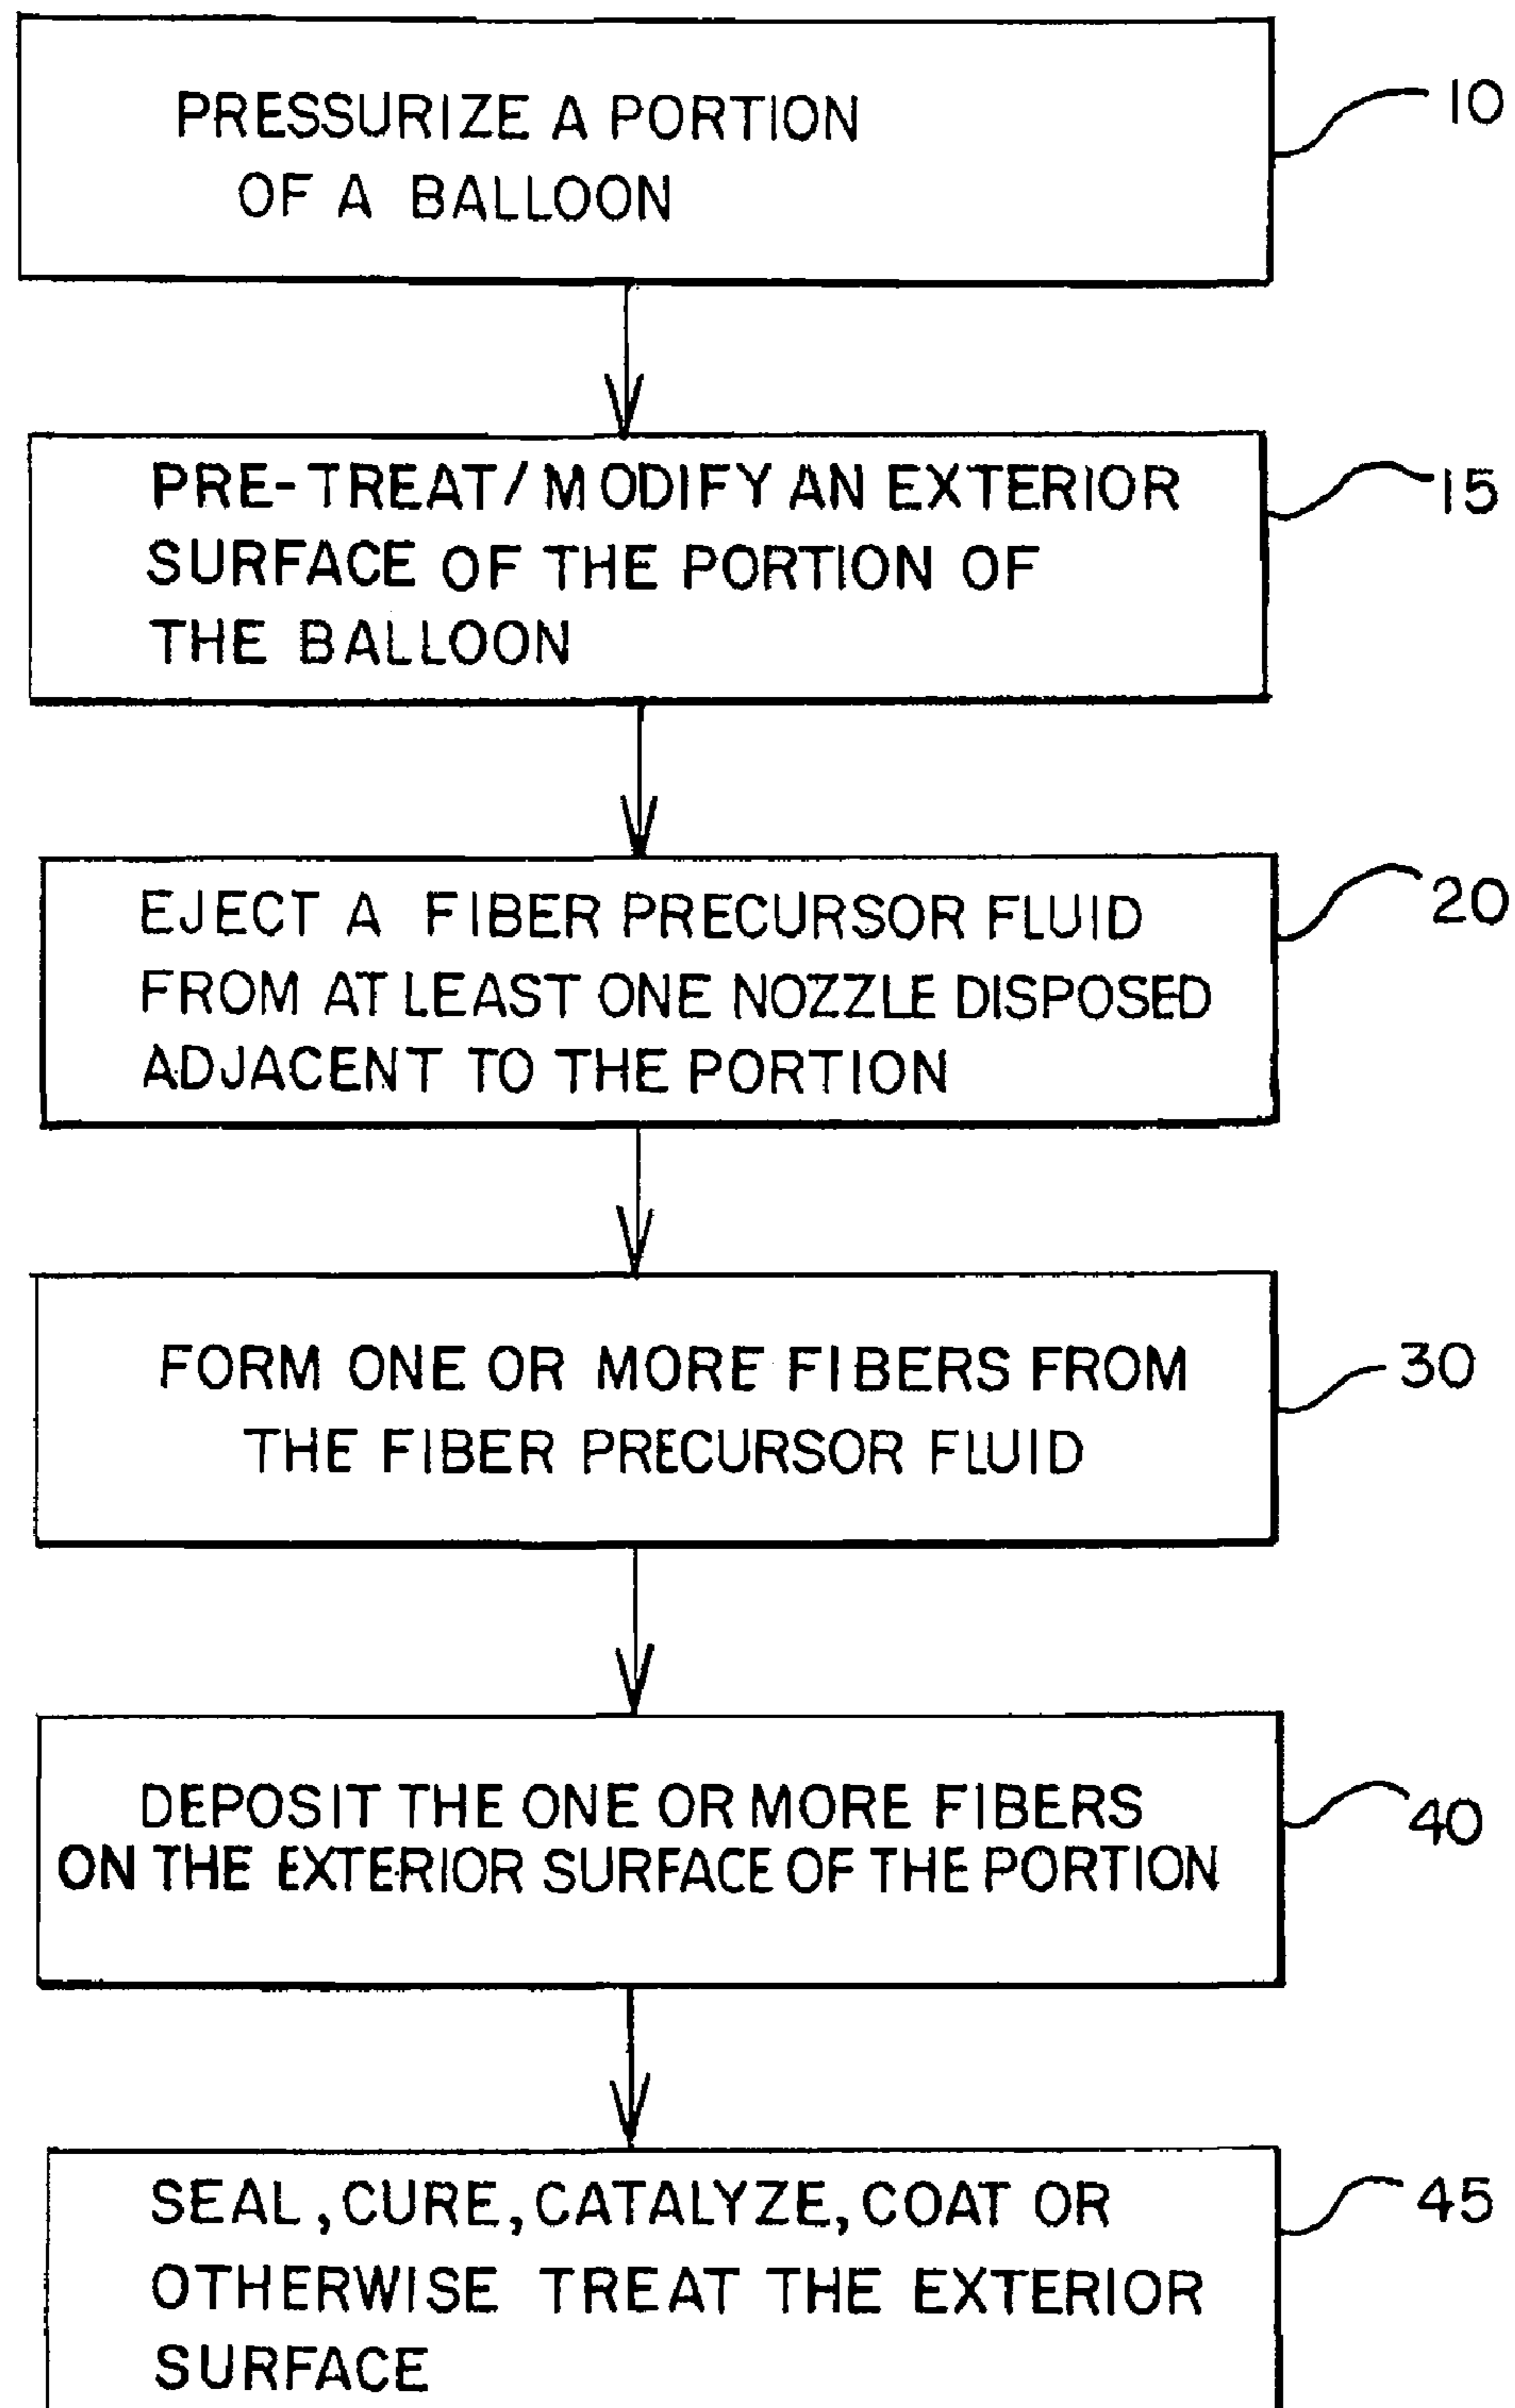 PRESSURIZE A PORTION
OF A BALLOON
10
PRE-TREAT/MODIFY AN EXTERIOR
SURFACE OF THE PORTION OF
THE BALLOON
15
EJECT A FIBER PRECURSOR FLUID
FROM AT LEAST ONE NOZZLE DISPOSED
ADJACENT TO THE PORTION
20
FORM ONE OR MORE FIBERS FROM
THE FIBER PRECURSOR FLUID
30
DEPOSIT THE ONE OR MORE FIBERS
ON THE EXTERIOR SURFACE OF THE PORTION
40
SEAL, CURE, CATALYZE, COAT OR
OTHERWISE TREAT THE EXTERIOR
SURFACE
45